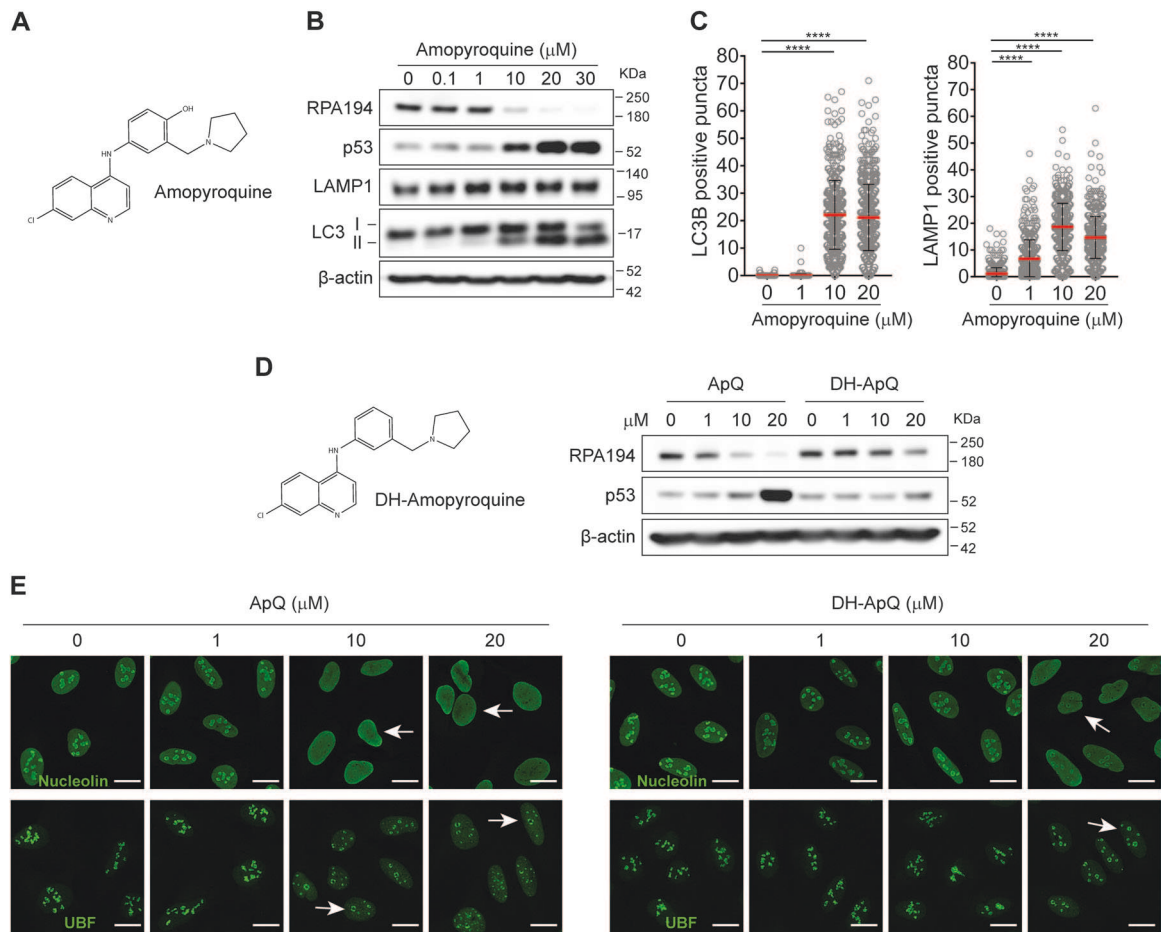 A
OH
N
HN
Cl
N
Amopyroquine
B
Amopyroquine (μM)
0 0.1 1 10 20 30 KDa
RPA194
250
180
p53
52
LAMP1
140
95
LC3 I
II
17
β-actin
52
42
C
LC3B positive puncta
80
70
60
50
40
30
20
10
0
****
****
0 1 10 20
Amopyroquine (μM)
LAMP1 positive puncta
80
70
60
50
40
30
20
10
0
****
****
****
0 1 10 20
Amopyroquine (μM)
D
HN
N
Cl
N
DH-Amopyroquine
ApQ DH-ApQ
μM 0 1 10 20 0 1 10 20 KDa
RPA194
250
180
p53
52
β-actin
52
42
E
ApQ (μM)
0 1 10 20
Nucleolin
UBF
DH-ApQ (μM)
0 1 10 20
Nucleolin
UBF